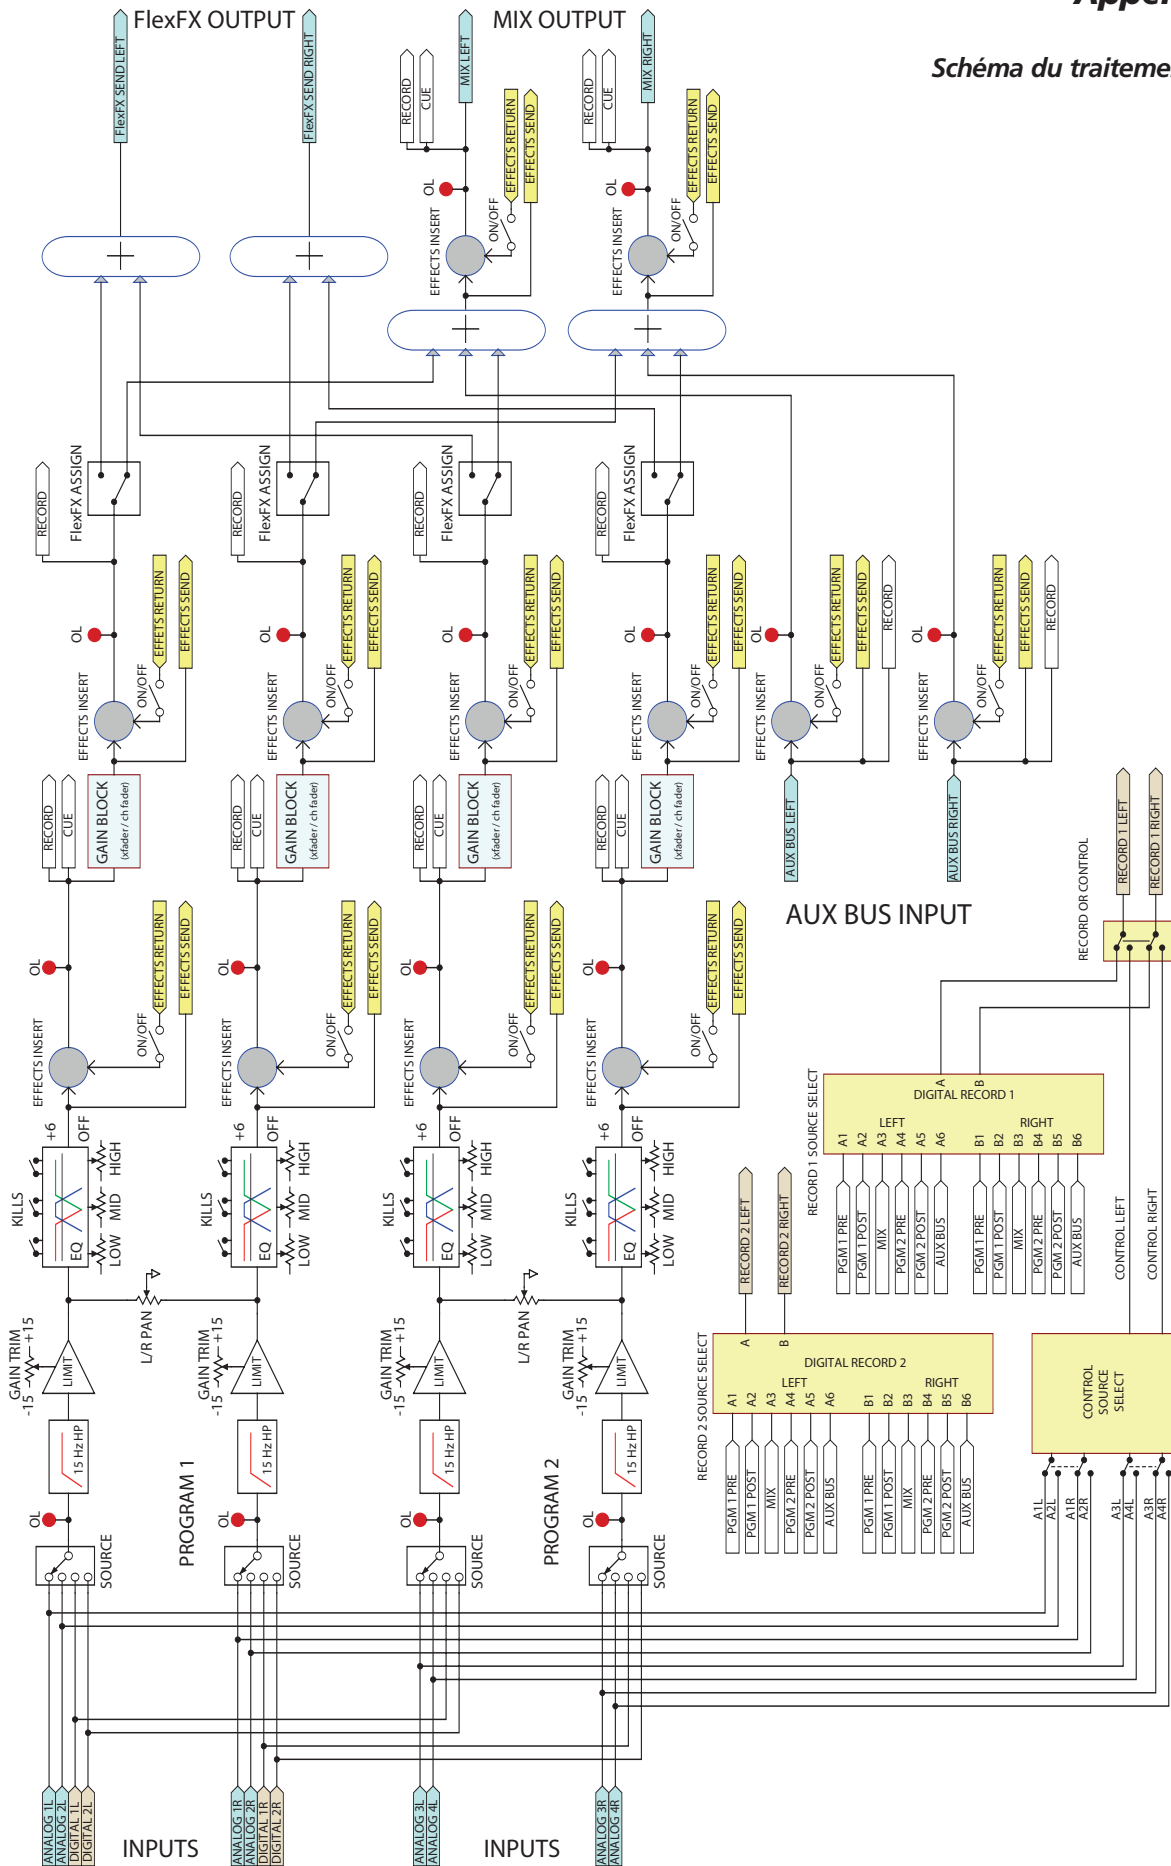 Appen
Schéma du traiteme
FlexFX OUTPUT
MIX OUTPUT
FlexFX SEND LEFT
FlexFX SEND RIGHT
MIX LEFT
MIX RIGHT
RECORD
CUE
OL
EFFECTS INSERT
ON/OFF
EFFECTS RETURN
EFFECTS SEND
RECORD
CUE
OL
EFFECTS INSERT
ON/OFF
EFFECTS RETURN
EFFECTS SEND
RECORD
FlexFX ASSIGN
RECORD
FlexFX ASSIGN
RECORD
FlexFX ASSIGN
RECORD
FlexFX ASSIGN
OL
EFFECTS INSERT
ON/OFF
EFFETS RETURN
EFFECTS SEND
OL
EFFECTS INSERT
ON/OFF
EFFECTS RETURN
EFFECTS SEND
OL
EFFECTS INSERT
ON/OFF
EFFECTS RETURN
EFFECTS SEND
OL
EFFECTS INSERT
ON/OFF
EFFECTS RETURN
EFFECTS SEND
OL
EFFECTS INSERT
ON/OFF
EFFECTS RETURN
EFFECTS SEND
RECORD
OL
EFFECTS INSERT
ON/OFF
EFFECTS RETURN
EFFECTS SEND
RECORD
RECORD
CUE
GAIN BLOCK
(xfader / ch fader)
RECORD
CUE
GAIN BLOCK
(xfader / ch fader)
RECORD
CUE
GAIN BLOCK
(xfader / ch fader)
RECORD
CUE
GAIN BLOCK
(xfader / ch fader)
AUX BUS LEFT
AUX BUS RIGHT
AUX BUS INPUT
OL
EFFECTS INSERT
ON/OFF
EFFECTS RETURN
EFFECTS SEND
OL
EFFECTS INSERT
ON/OFF
EFFECTS RETURN
EFFECTS SEND
OL
EFFECTS INSERT
ON/OFF
EFFECTS RETURN
EFFECTS SEND
OL
EFFECTS INSERT
ON/OFF
EFFECTS RETURN
EFFECTS SEND
RECORD OR CONTROL
RECORD 1 LEFT
RECORD 1 RIGHT
KILLS
+6
OFF
EQ
LOW
MID
HIGH
KILLS
+6
OFF
EQ
LOW
MID
HIGH
KILLS
+6
OFF
EQ
LOW
MID
HIGH
KILLS
+6
OFF
EQ
LOW
MID
HIGH
RECORD 1 SOURCE SELECT
A
B
DIGITAL RECORD 1
LEFT
RIGHT
A1
A2
A3
A4
A5
A6
B1
B2
B3
B4
B5
B6
PGM 1 PRE
PGM 1 POST
MIX
PGM 2 PRE
PGM 2 POST
AUX BUS
PGM 1 PRE
PGM 1 POST
MIX
PGM 2 PRE
PGM 2 POST
AUX BUS
CONTROL LEFT
CONTROL RIGHT
RECORD 2 LEFT
RECORD 2 RIGHT
GAIN TRIM
-15
+15
LIMIT
L/R PAN
GAIN TRIM
-15
+15
LIMIT
GAIN TRIM
-15
+15
LIMIT
L/R PAN
GAIN TRIM
-15
+15
LIMIT
RECORD 2 SOURCE SELECT
A
B
DIGITAL RECORD 2
LEFT
RIGHT
A1
A2
A3
A4
A5
A6
B1
B2
B3
B4
B5
B6
PGM 1 PRE
PGM 1 POST
MIX
PGM 2 PRE
PGM 2 POST
AUX BUS
PGM 1 PRE
PGM 1 POST
MIX
PGM 2 PRE
PGM 2 POST
AUX BUS
CONTROL
SOURCE
SELECT
A1L
A2L
A1R
A2R
A3L
A4L
A3R
A4R
15 Hz HP
15 Hz HP
15 Hz HP
15 Hz HP
PROGRAM 1
PROGRAM 2
OL
SOURCE
OL
SOURCE
OL
SOURCE
OL
SOURCE
ANALOG 1L
ANALOG 2L
DIGITAL 1L
DIGITAL 2L
INPUTS
ANALOG 1R
ANALOG 2R
DIGITAL 1R
DIGITAL 2R
ANALOG 3L
ANALOG 4L
INPUTS
ANALOG 3R
ANALOG 4R